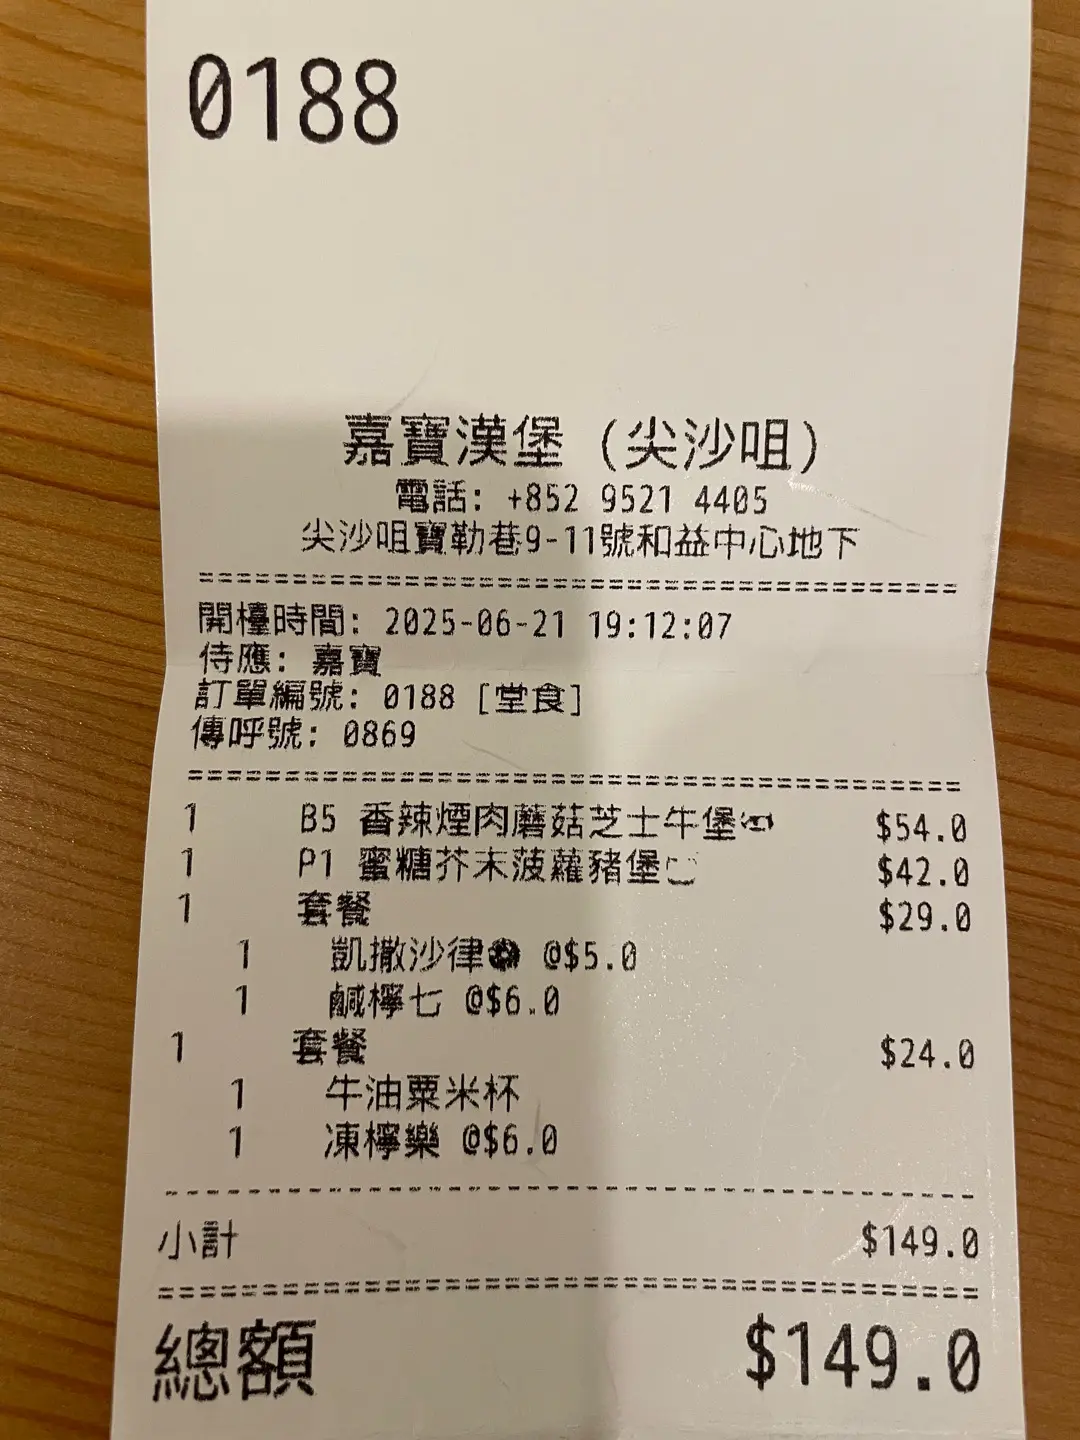 0188
嘉寶漢堡 (尖沙咀)
電話: +852 9521 4405
尖沙咀寶勒巷9-11號和益中心地下
開檯時間: 2025-06-21 19:12:07
侍應: 嘉寶
訂單編號: 0188 [堂食]
傳呼號: 0869
1 B5 香辣煙肉蘑菇芝士牛堡 $54.0
1 P1 蜜糖芥末菠蘿豬堡 $42.0
1 套餐 $29.0
1 凱撒沙律 @$5.0
1 鹹檸七 @$6.0
1 套餐 $24.0
1 牛油粟米杯
1 凍檸樂 @$6.0
小計 $149.0
總額 $149.0